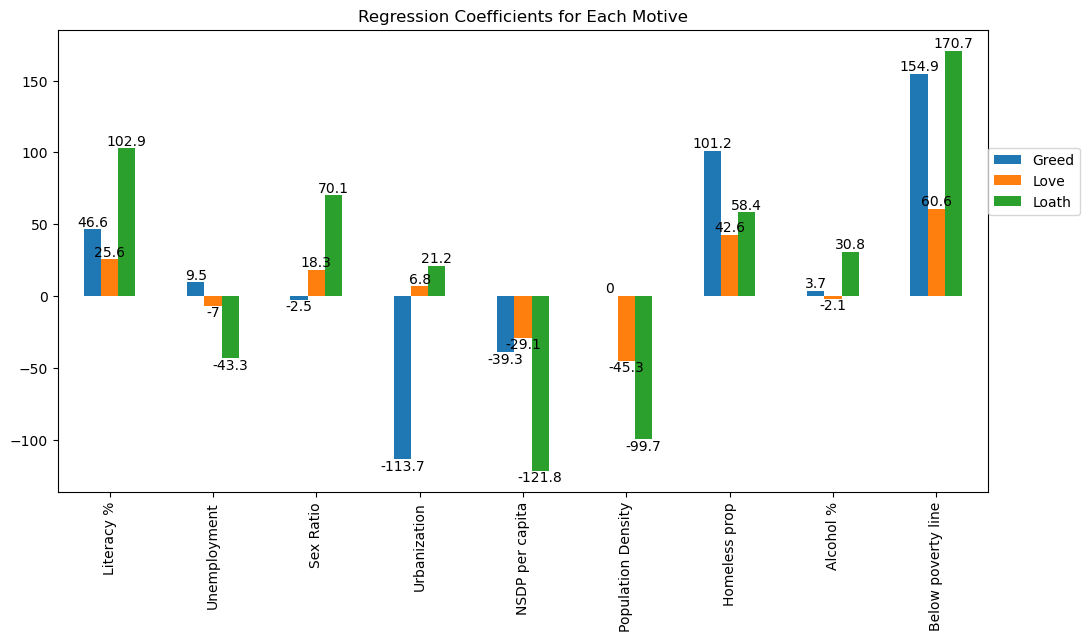 Regression Coefficients for Each Motive
150
100
50
0
−50
−100
46.6
25.6
102.9
9.5
-7
-43.3
-2.5
18.3
70.1
-113.7
6.8
21.2
-39.3
-29.1
-121.8
0
-45.3
-99.7
101.2
42.6
58.4
3.7
-2.1
30.8
154.9
60.6
170.7
Greed
Love
Loath
Literacy %
Unemployment
Sex Ratio
Urbanization
NSDP per capita
Population Density
Homeless prop
Alcohol %
Below poverty line